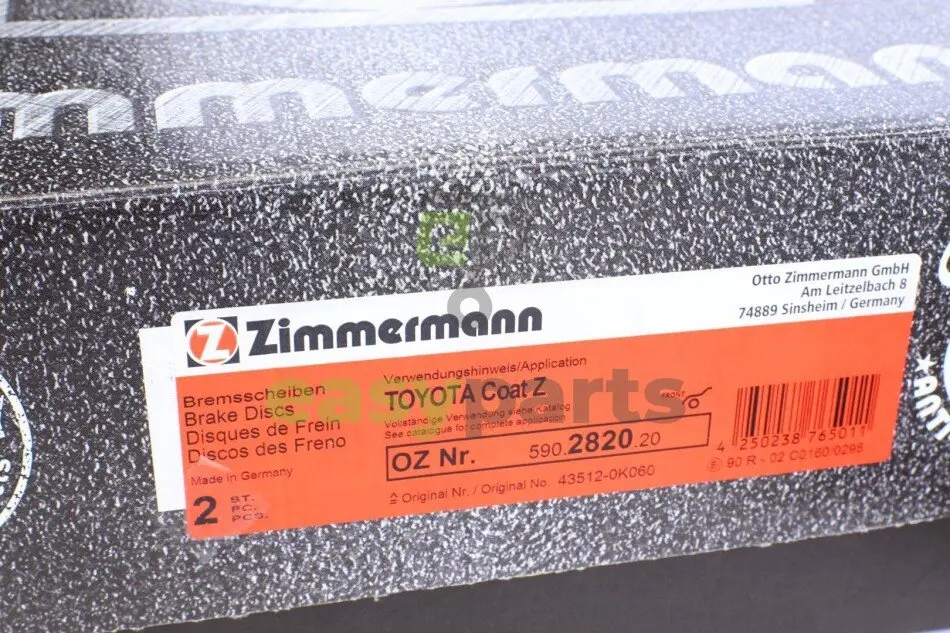 mmermann
Zimmermann
Otto Zimmermann GmbH
Am Leitzelbach 8
74889 Sinsheim / Germany
Bremsscheiben
Brake Discs
Disques de Frein
Discos des Freno
Made in Germany
2 ST.
PC.
PCS.
Verwendungshinweis/Application
TOYOTA Coat Z
Vollständige Verwendung siehe Katalog
See catalogue for complete application
FRONT
OZ Nr. 590.2820.20
Original Nr. / Original No. 43512-0K060
4 250238 765011
90 R - 02 C0160/0298
easyparts